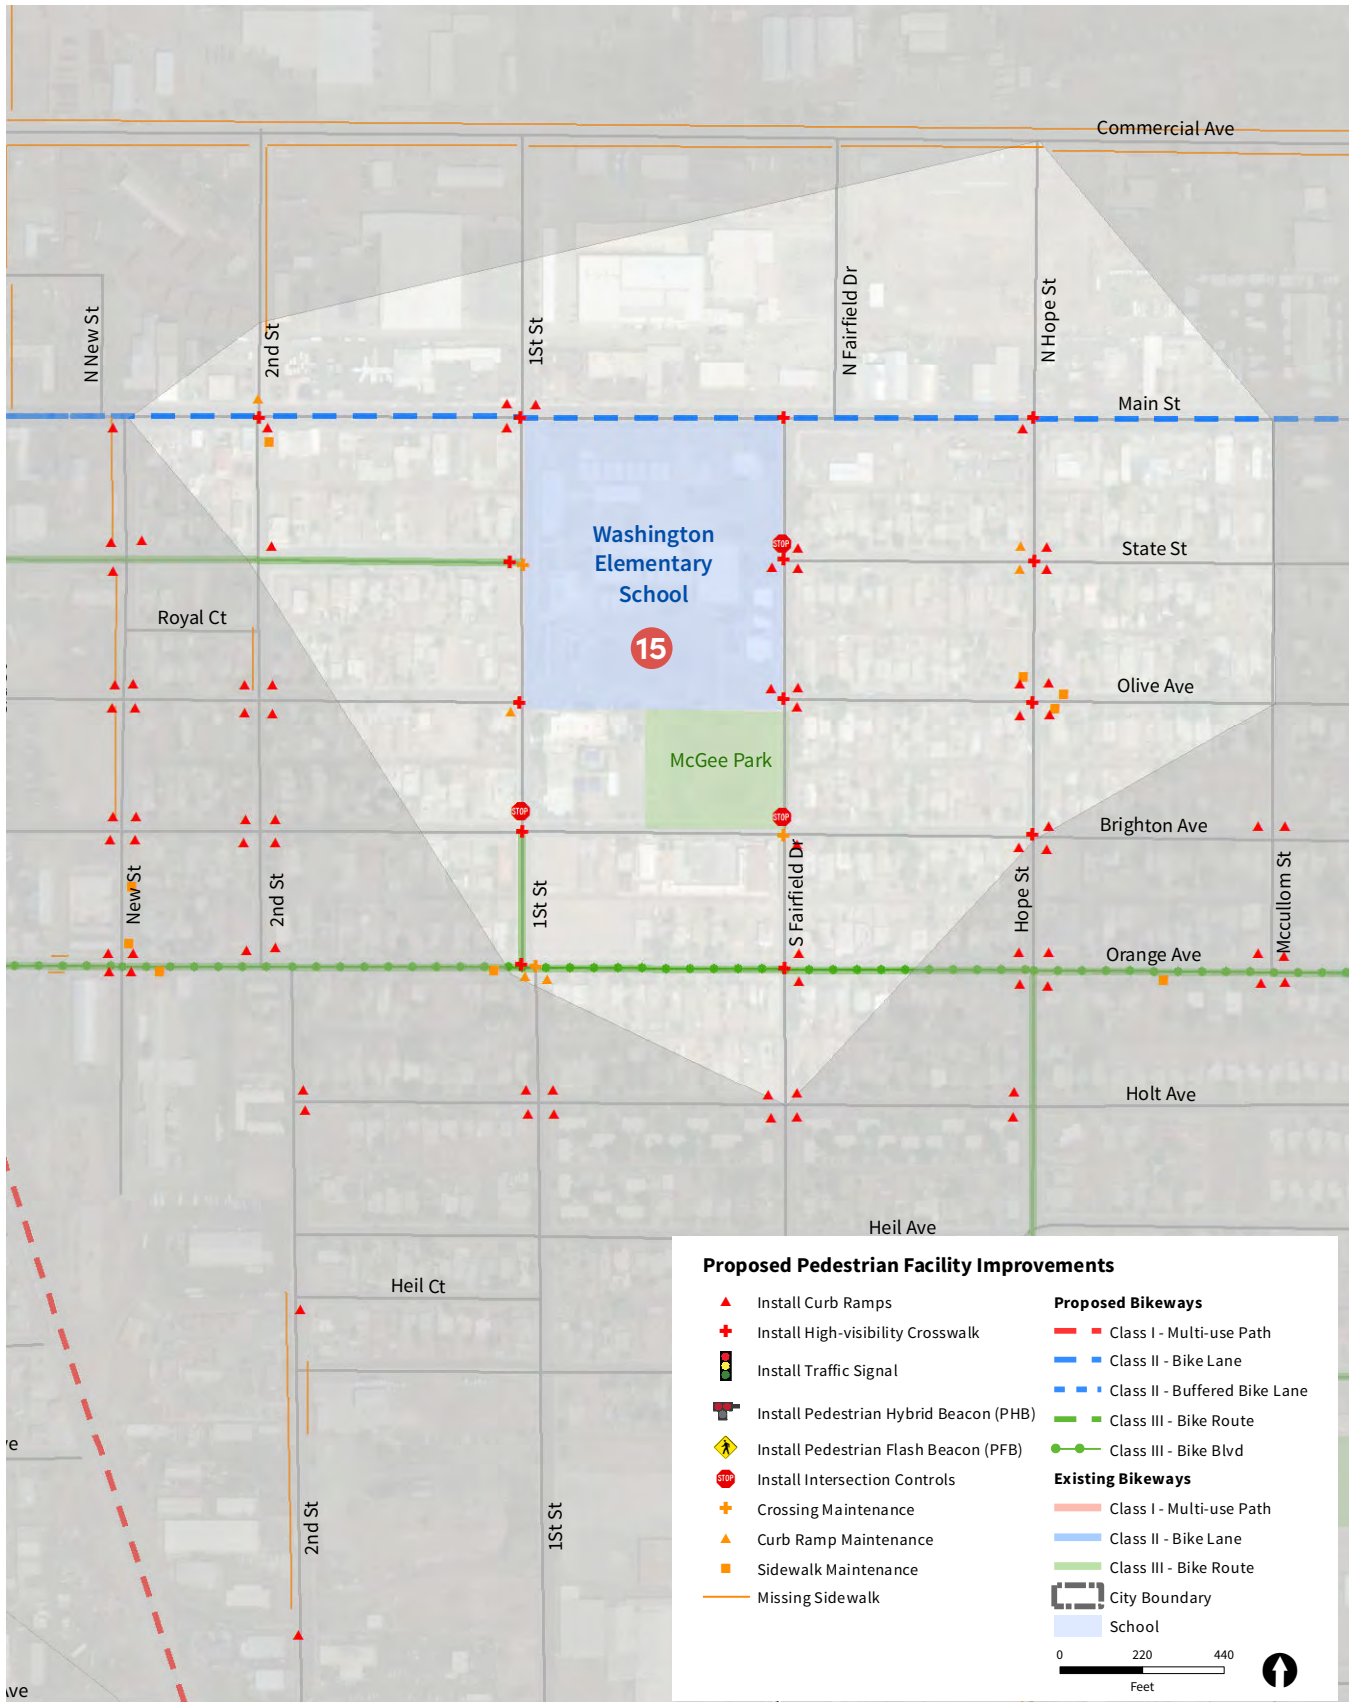 Commercial Ave
N New St
2nd St
1St St
N Fairfield Dr
N Hope St
Main St
Washington
Elementary
School
15
STOP
State St
Royal Ct
Olive Ave
McGee Park
STOP
STOP
Brighton Ave
New St
2nd St
1St St
S Fairfield Dr
Hope St
Mccullom St
Orange Ave
Holt Ave
Heil Ave
Heil Ct
2nd St
1St St
ve
Ave
Proposed Pedestrian Facility Improvements
Install Curb Ramps
Install High-visibility Crosswalk
Install Traffic Signal
Install Pedestrian Hybrid Beacon (PHB)
Install Pedestrian Flash Beacon (PFB)
STOP
Install Intersection Controls
Crossing Maintenance
Curb Ramp Maintenance
Sidewalk Maintenance
Missing Sidewalk
Proposed Bikeways
Class I - Multi-use Path
Class II - Bike Lane
Class II - Buffered Bike Lane
Class III - Bike Route
Class III - Bike Blvd
Existing Bikeways
Class I - Multi-use Path
Class II - Bike Lane
Class III - Bike Route
City Boundary
School
0 220 440
Feet